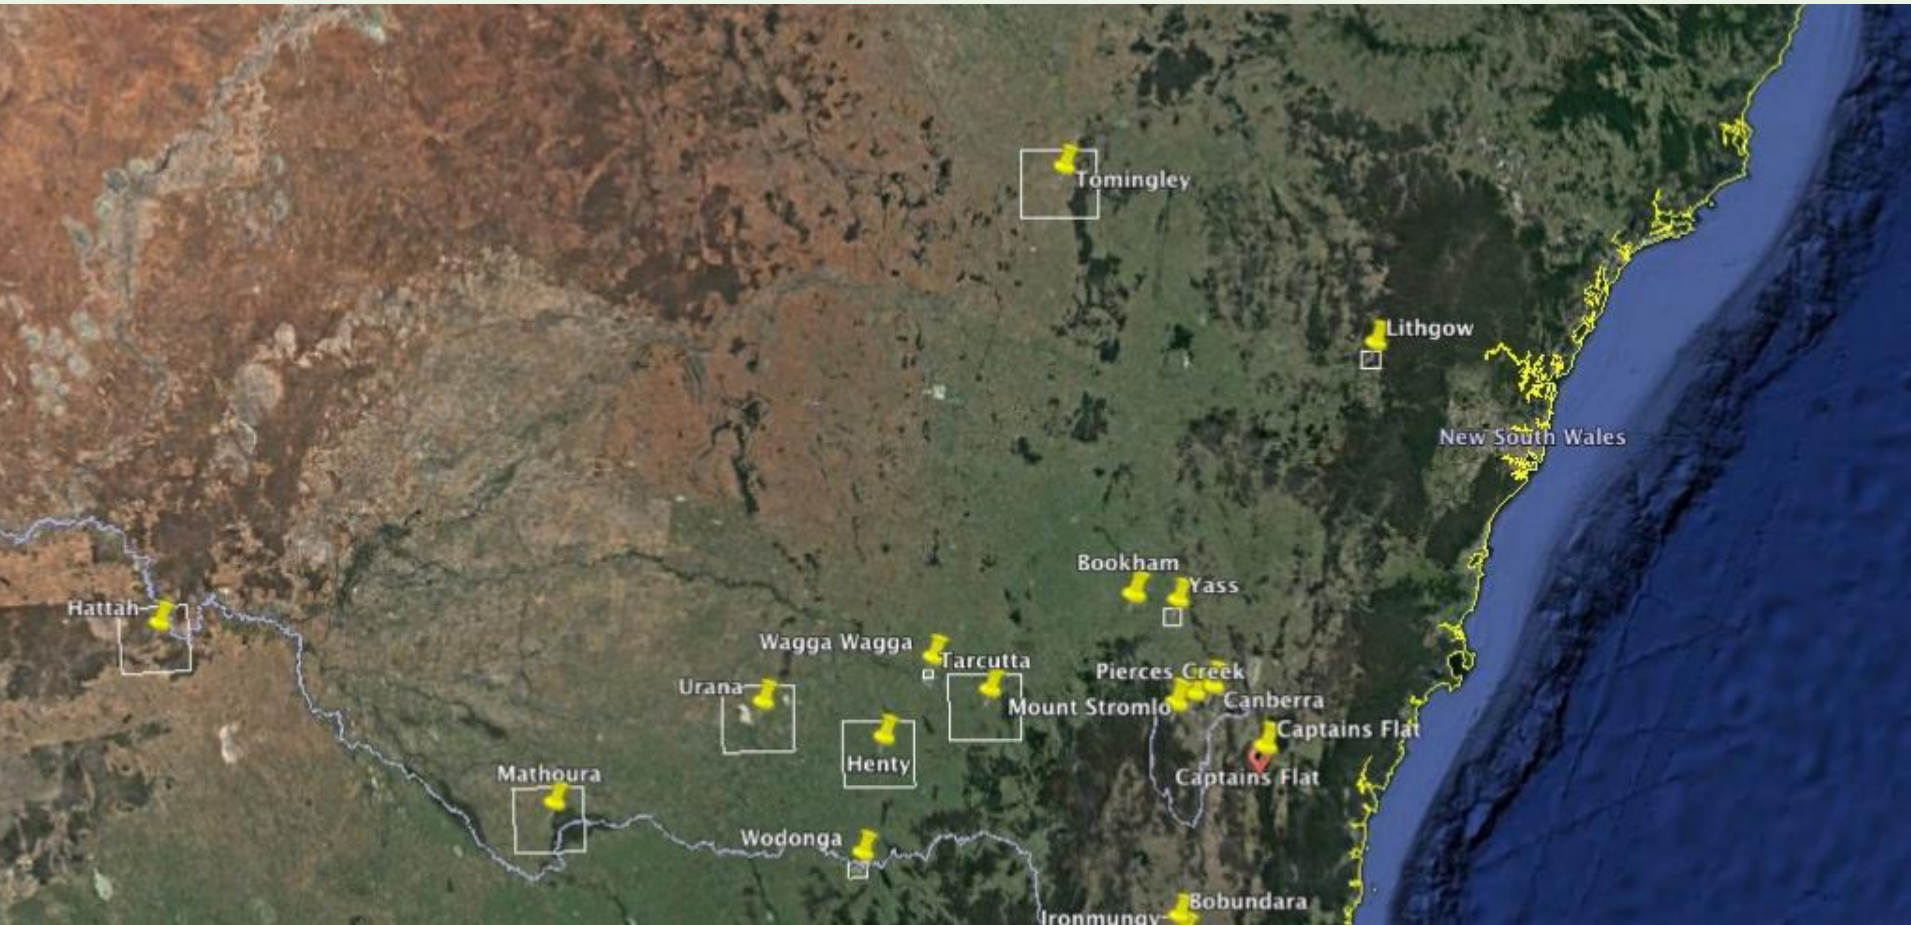 Tomingley
Lithgow
New South Wales
Bookham
Yass
Hattah
Wagga Wagga
Tarcutta
Pierces Creek
Urana
Canberra
Mount Stromlo
Captains Flat
Henty
Mathoura
Captains Flat
Wodonga
Bobundara
Ironmungy